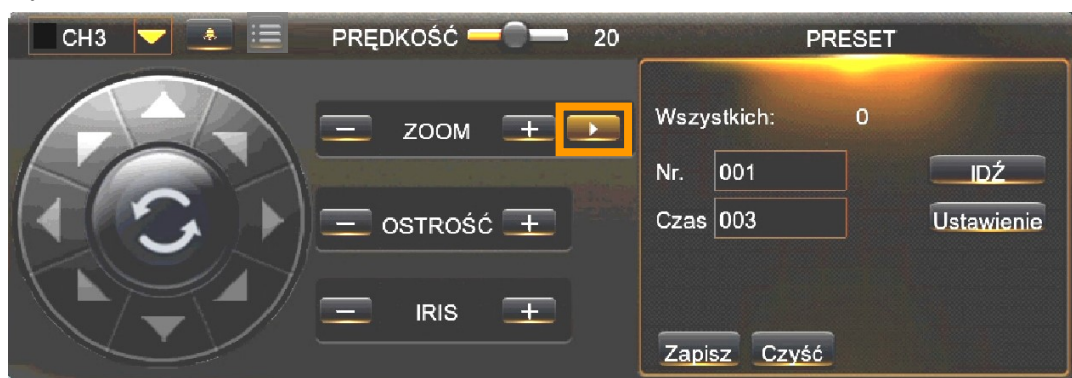 CH3 PRĘDKOŚĆ 20 PRESET
ZOOM
OSTROŚĆ
IRIS
Wszystkich: 0
Nr. 001 IDŹ
Czas 003 Ustawienie
Zapisz Czyść